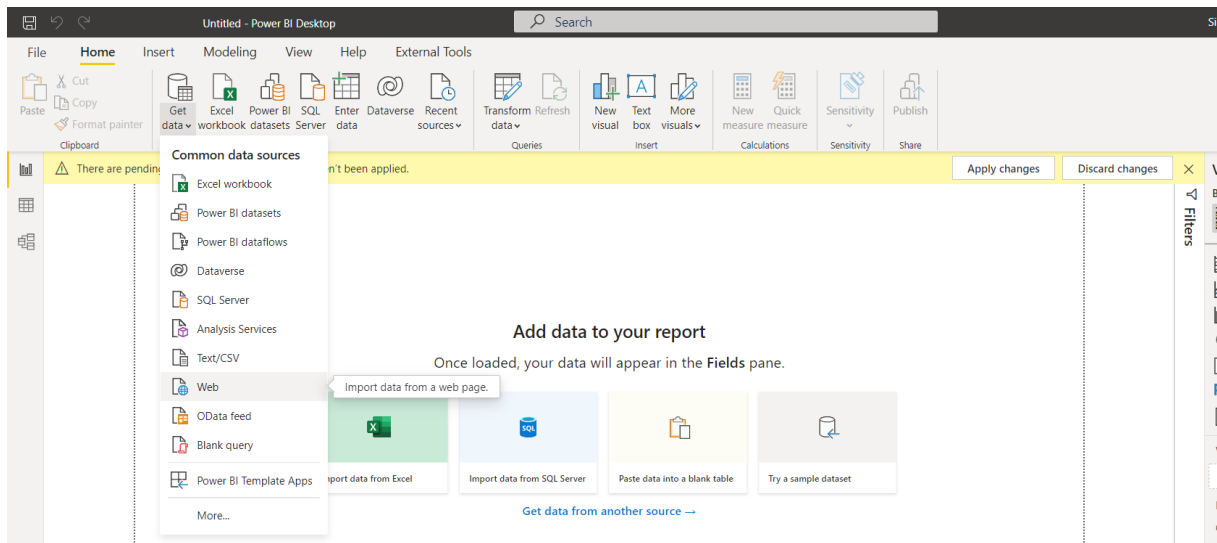 Untitled - Power BI Desktop
Search
Si
File Home Insert Modeling View Help External Tools
Paste
Cut
Copy
Format painter
Clipboard
Get data
Excel workbook
Power BI datasets
SQL Server
Enter data
Dataverse
Recent sources
Transform data
Refresh
Queries
New visual
Text box
More visuals
Insert
New measure
Quick measure
Calculations
Sensitivity
Sensitivity
Publish
Share
There are pending
n't been applied.
Apply changes
Discard changes
Common data sources
Excel workbook
Power BI datasets
Power BI dataflows
Dataverse
SQL Server
Analysis Services
Text/CSV
Web
Import data from a web page.
OData feed
Blank query
Power BI Template Apps
More...
Filters
Add data to your report
Once loaded, your data will appear in the Fields pane.
SQL
port data from Excel
Import data from SQL Server
Paste data into a blank table
Try a sample dataset
Get data from another source →